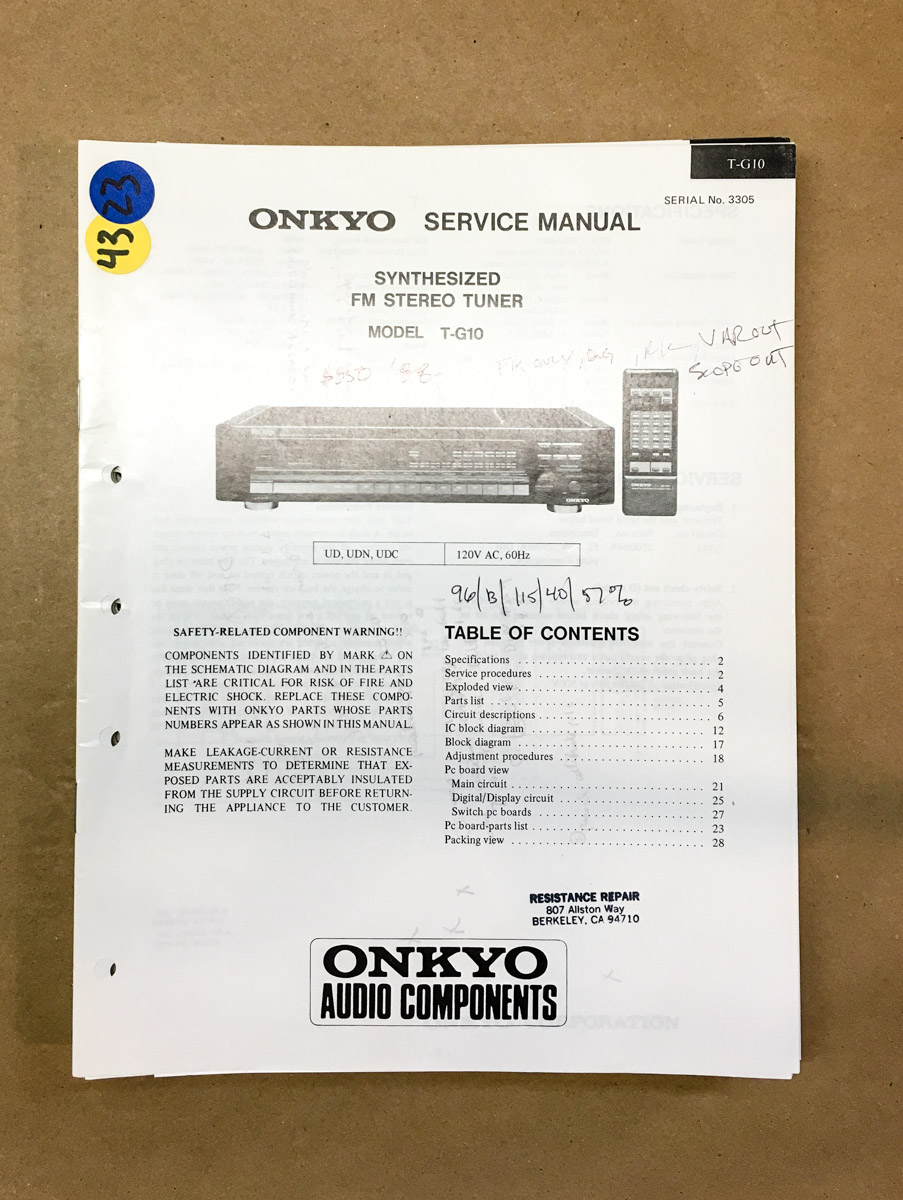 T-G10
SERIAL No. 3305
23
43
ONKYO SERVICE MANUAL
SYNTHESIZED
FM STEREO TUNER
MODEL T-G10
$350 '88
FM ONLY, VAR OUT
SCOPE OUT
ONKYO
ONKYO
UD, UDN, UDC 120V AC, 60Hz
96/B/115/40/57%
SAFETY-RELATED COMPONENT WARNING!!
COMPONENTS IDENTIFIED BY MARK ⚠ ON
THE SCHEMATIC DIAGRAM AND IN THE PARTS
LIST ARE CRITICAL FOR RISK OF FIRE AND
ELECTRIC SHOCK. REPLACE THESE COMPO-
NENTS WITH ONKYO PARTS WHOSE PARTS
NUMBERS APPEAR AS SHOWN IN THIS MANUAL.
MAKE LEAKAGE-CURRENT OR RESISTANCE
MEASUREMENTS TO DETERMINE THAT EX-
POSED PARTS ARE ACCEPTABLY INSULATED
FROM THE SUPPLY CIRCUIT BEFORE RETURN-
ING THE APPLIANCE TO THE CUSTOMER.
TABLE OF CONTENTS
Specifications . . . . . . . . . . . . . . . . . . . . . . . . . 2
Service procedures . . . . . . . . . . . . . . . . . . . . . . 2
Exploded view . . . . . . . . . . . . . . . . . . . . . . . . 4
Parts list . . . . . . . . . . . . . . . . . . . . . . . . . . . . 5
Circuit descriptions . . . . . . . . . . . . . . . . . . . . . . 6
IC block diagram . . . . . . . . . . . . . . . . . . . . . . . 12
Block diagram . . . . . . . . . . . . . . . . . . . . . . . . . 17
Adjustment procedures . . . . . . . . . . . . . . . . . . . 18
Pc board view
Main circuit . . . . . . . . . . . . . . . . . . . . . . . . . 21
Digital/Display circuit . . . . . . . . . . . . . . . . . . . 25
Switch pc boards . . . . . . . . . . . . . . . . . . . . . . 27
Pc board-parts list . . . . . . . . . . . . . . . . . . . . . . 23
Packing view . . . . . . . . . . . . . . . . . . . . . . . . . 28
RESISTANCE REPAIR
807 Allston Way
BERKELEY, CA 94710
ONKYO
AUDIO COMPONENTS